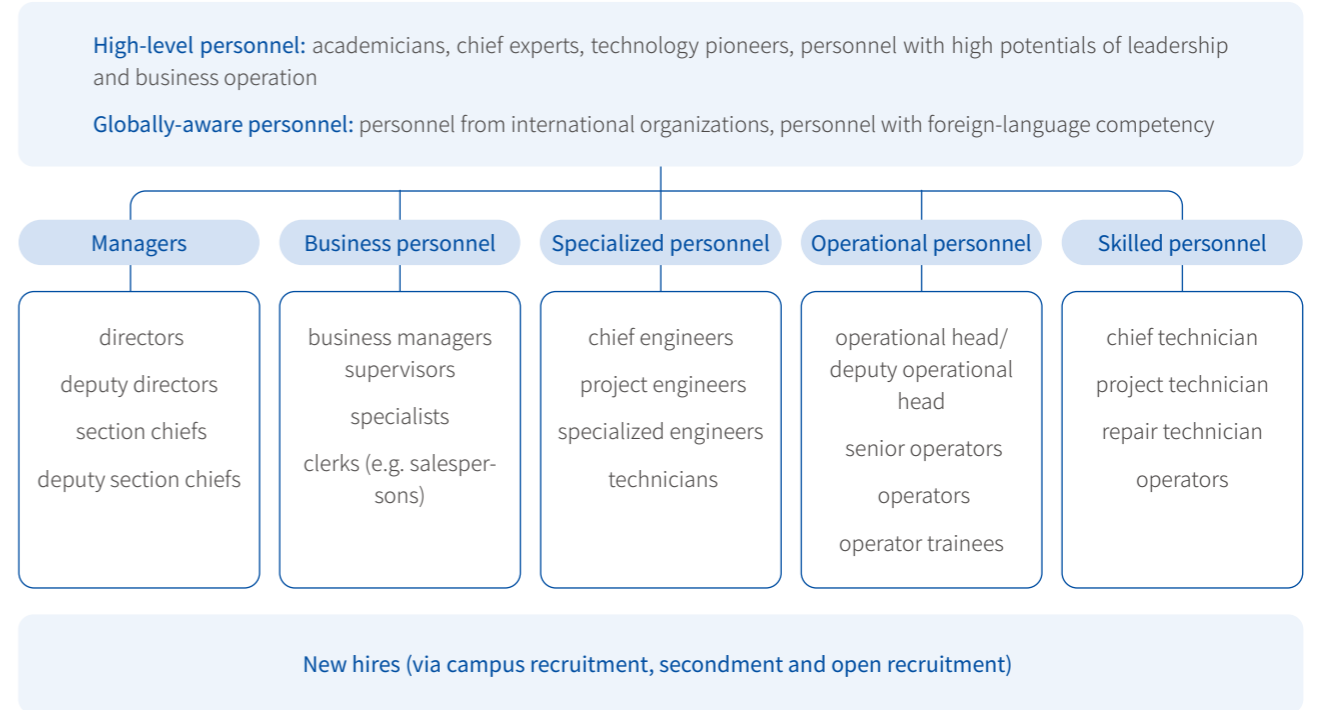 High-level personnel: academicians, chief experts, technology pioneers, personnel with high potentials of leadership
and business operation
Globally-aware personnel: personnel from international organizations, personnel with foreign-language competency
Managers
directors
deputy directors
section chiefs
deputy section chiefs
Business personnel
business managers
supervisors
specialists
clerks (e.g. salesper-
sons)
Specialized personnel
chief engineers
project engineers
specialized engineers
technicians
Operational personnel
operational head/
deputy operational
head
senior operators
operators
operator trainees
Skilled personnel
chief technician
project technician
repair technician
operators
New hires (via campus recruitment, secondment and open recruitment)